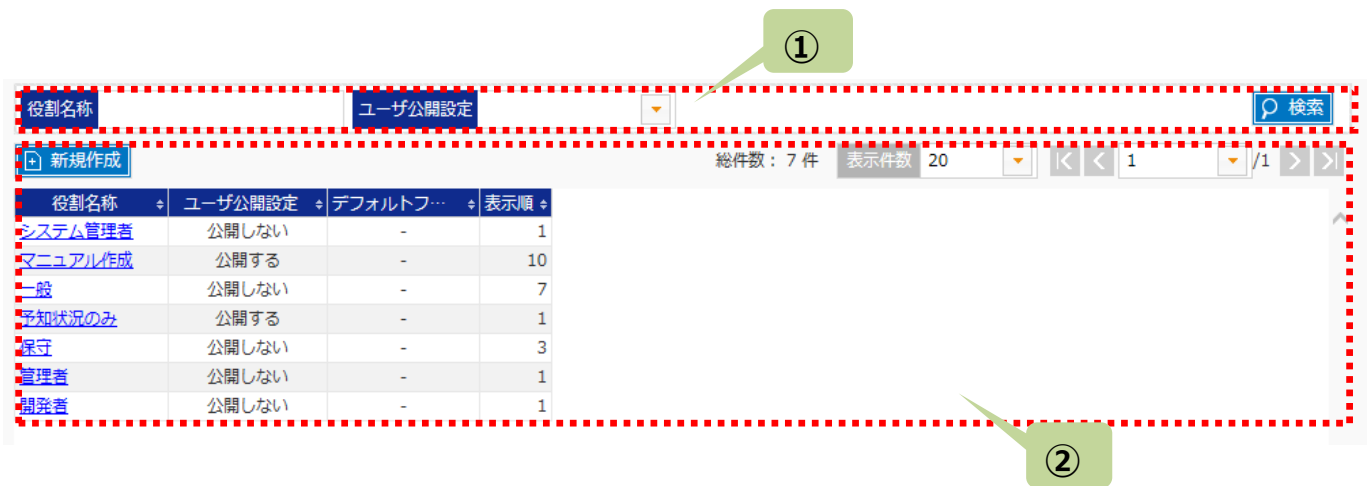 ①
役割名称 ユーザ公開設定 検索
新規作成 総件数： 7 件 表示件数 20 1 /1
役割名称 ユーザ公開設定 デフォルトフ… 表示順
システム管理者 公開しない - 1
マニュアル作成 公開する - 10
一般 公開しない - 7
予知状況のみ 公開する - 1
保守 公開しない - 3
管理者 公開しない - 1
開発者 公開しない - 1
②